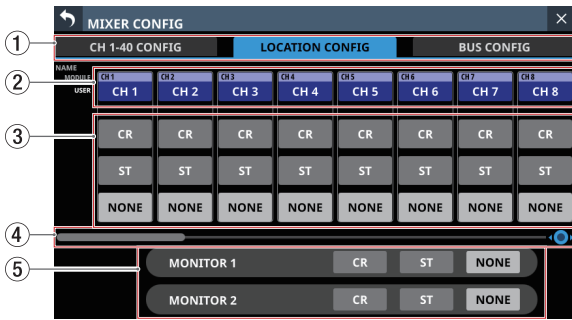 MIXER CONFIG
1
CH 1-40 CONFIG LOCATION CONFIG BUS CONFIG
NAME
MODULE CH 1 CH 2 CH 3 CH 4 CH 5 CH 6 CH 7 CH 8
2
USER CH 1 CH 2 CH 3 CH 4 CH 5 CH 6 CH 7 CH 8
3 CR CR CR CR CR CR CR CR
ST ST ST ST ST ST ST ST
NONE NONE NONE NONE NONE NONE NONE NONE
4
5 MONITOR 1 CR ST NONE
MONITOR 2 CR ST NONE